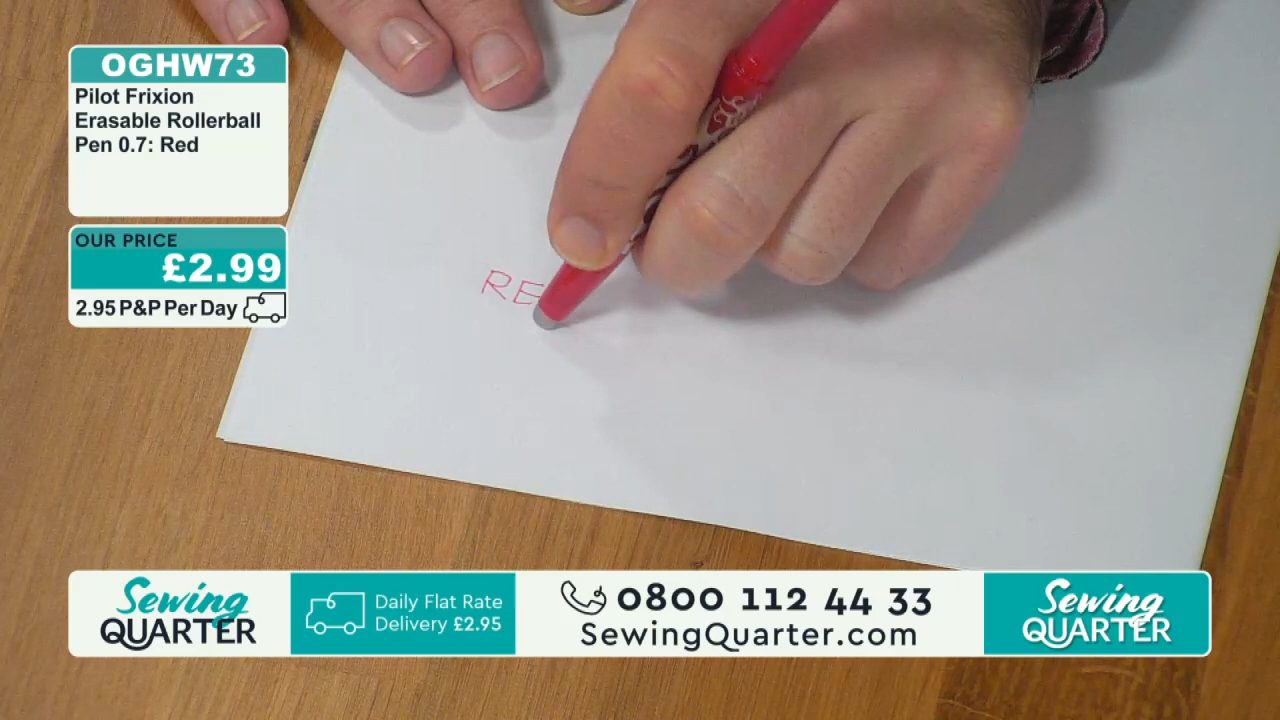 OGHW73
Pilot Frixion
Erasable Rollerball
Pen 0.7: Red
OUR PRICE
£2.99
2.95 P&P Per Day
RE
Sewing
QUARTER
Daily Flat Rate
Delivery £2.95
0800 112 44 33
SewingQuarter.com
Sewing
QUARTER